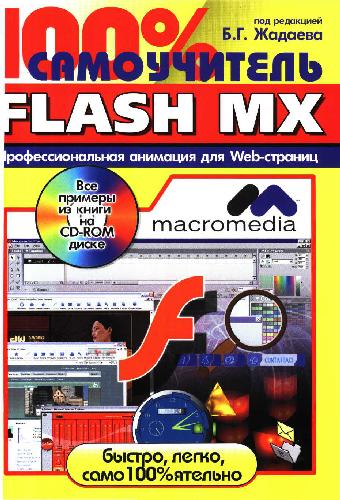 100%
под редакцией
Б.Г. Жадаева
САМОУЧИТЕЛЬ
FLASH MX
профессиональная анимация для Web-страниц
Все
примеры
из книги
на
CD-ROM
диске
macromedia
CONTACT
быстро, легко,
само100%ятельно